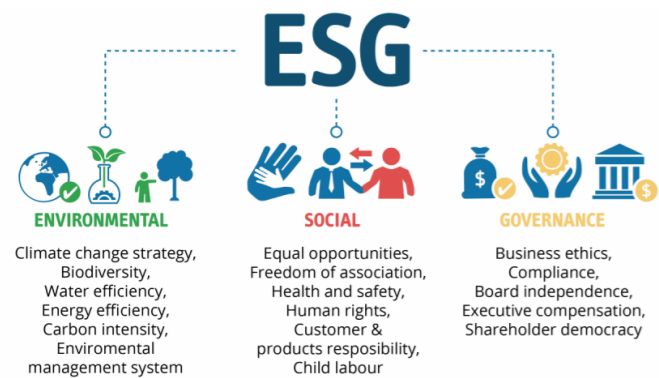 ESG
ENVIRONMENTAL
Climate change strategy,
Biodiversity,
Water efficiency,
Energy efficiency,
Carbon intensity,
Enviromental
management system
SOCIAL
Equal opportunities,
Freedom of association,
Health and safety,
Human rights,
Customer &
products resposibility,
Child labour
$
$
GOVERNANCE
Business ethics,
Compliance,
Board independence,
Executive compensation,
Shareholder democracy